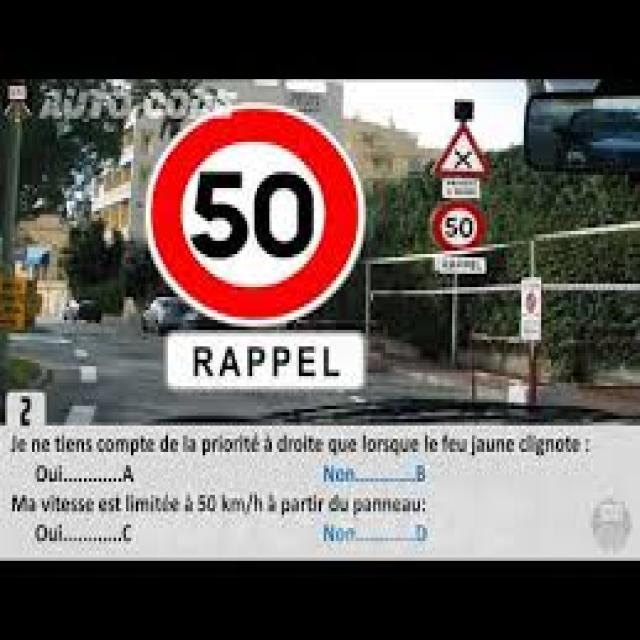 AUTO CODE
50
RAPPEL
50
RAPPEL
2
Je ne tiens compte de la priorité à droite que lorsque le feu jaune clignote :
Oui............A Non............B
Ma vitesse est limitée à 50 km/h à partir du panneau:
Oui............C Non............D